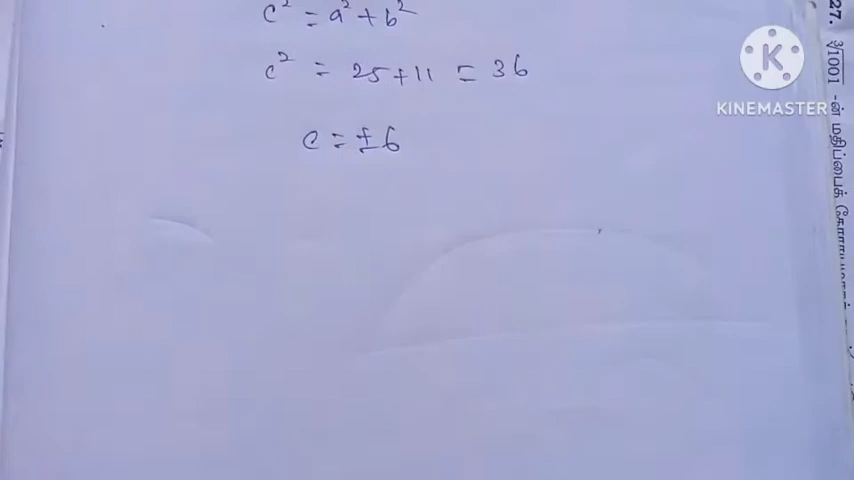 c² = a² + b²
c² = 25 + 11 = 36
c = ±6
KINEMASTER
27. ∛1001 -ன் மதிப்பைக்